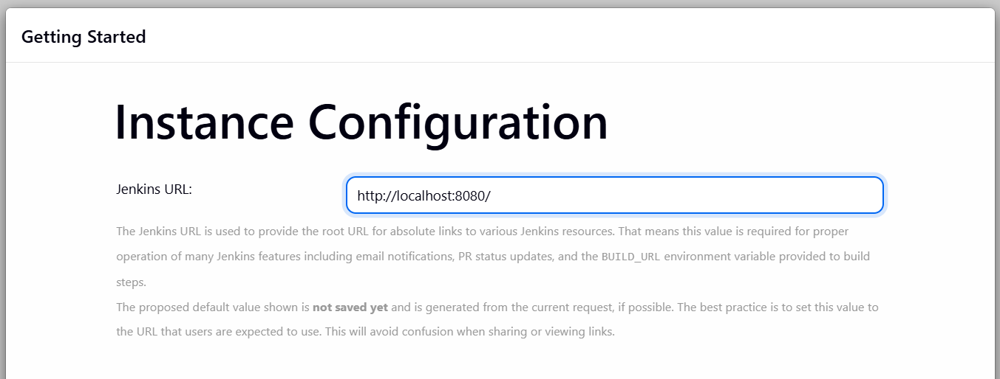 Getting Started
Instance Configuration
Jenkins URL:
http://localhost:8080/
The Jenkins URL is used to provide the root URL for absolute links to various Jenkins resources. That means this value is required for proper
operation of many Jenkins features including email notifications, PR status updates, and the BUILD_URL environment variable provided to build
steps.
The proposed default value shown is not saved yet and is generated from the current request, if possible. The best practice is to set this value to
the URL that users are expected to use. This will avoid confusion when sharing or viewing links.